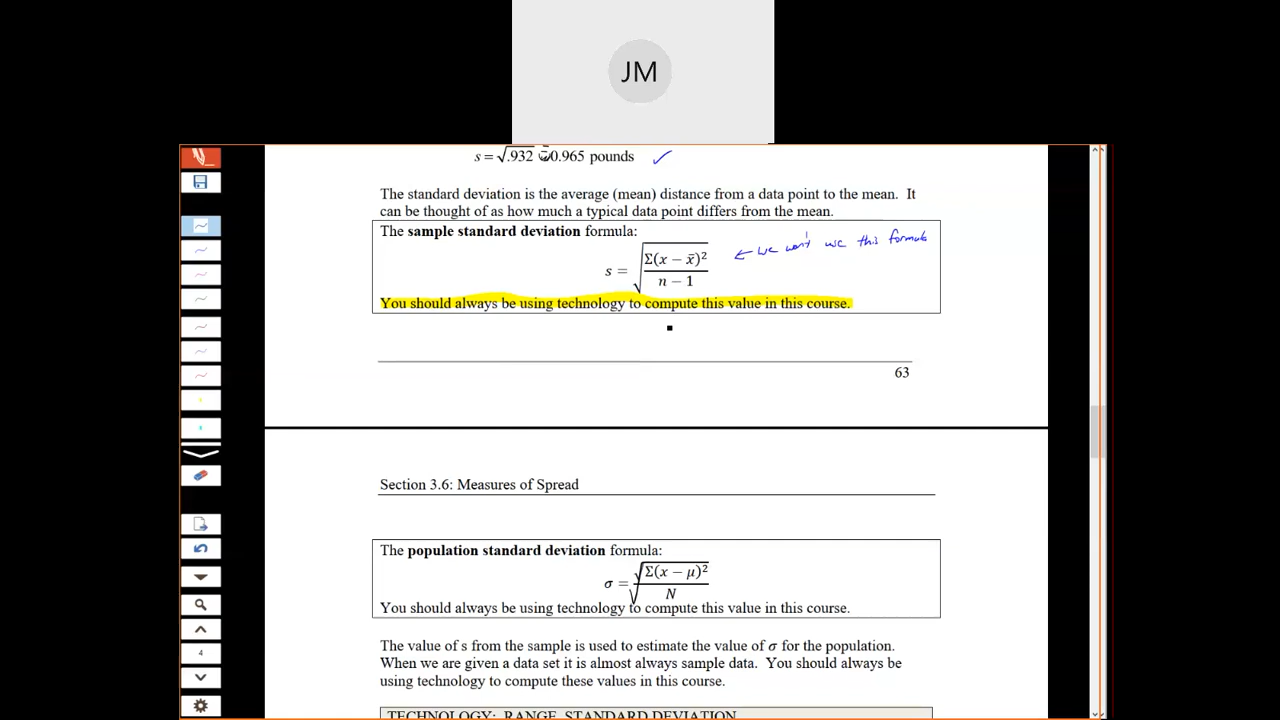 JM
s = √.932 ≅ 0.965 pounds ✓
The standard deviation is the average (mean) distance from a data point to the mean. It
can be thought of as how much a typical data point differs from the mean.
The sample standard deviation formula:
s = √(Σ(x − x̄)² / (n − 1))
← we won't use this formula
You should always be using technology to compute this value in this course.
63
Section 3.6: Measures of Spread
The population standard deviation formula:
σ = √(Σ(x − μ)² / N)
You should always be using technology to compute this value in this course.
The value of s from the sample is used to estimate the value of σ for the population.
When we are given a data set it is almost always sample data. You should always be
using technology to compute these values in this course.
TECHNOLOGY: RANGE, STANDARD DEVIATION
4